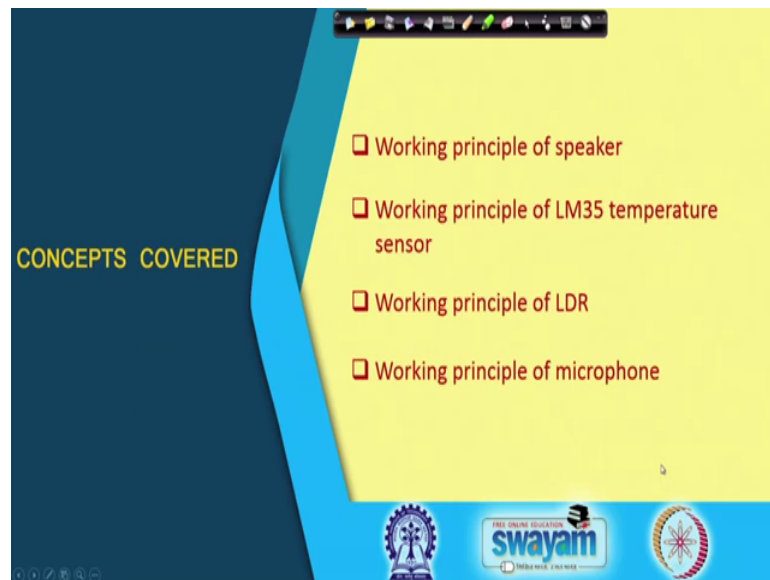 CONCEPTS COVERED
❑ Working principle of speaker
❑ Working principle of LM35 temperature
sensor
❑ Working principle of LDR
❑ Working principle of microphone
FREE ONLINE EDUCATION
swayam